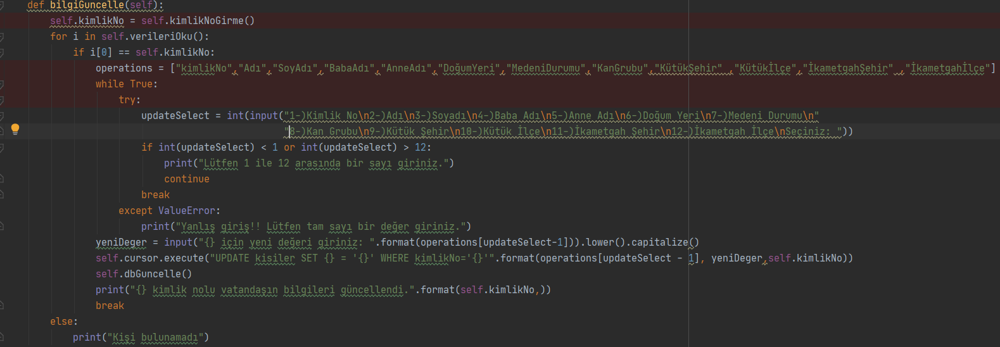 def bilgiGuncelle(self):
self.kimlikNo = self.kimlikNoGirme()
for i in self.verileriOku():
if i[0] == self.kimlikNo:
operations = ["kimlikNo","Adı","SoyAdı","BabaAdı","AnneAdı","DoğumYeri","MedeniDurumu","KanGrubu","KütükŞehir" ,"Kütükİlçe","İkametgahŞehir" ,"İkametgahİlçe"]
while True:
try:
updateSelect = int(input("1-)Kimlik No\n2-)Adı\n3-)Soyadı\n4-)Baba Adı\n5-)Anne Adı\n6-)Doğum Yeri\n7-)Medeni Durumu\n"
"8-)Kan Grubu\n9-)Kütük Şehir\n10-)Kütük İlçe\n11-)İkametgah Şehir\n12-)İkametgah İlçe\nSeçiniz: "))
if int(updateSelect) < 1 or int(updateSelect) > 12:
print("Lütfen 1 ile 12 arasında bir sayı giriniz.")
continue
break
except ValueError:
print("Yanlış giriş!! Lütfen tam sayı bir değer giriniz.")
yeniDeger = input("{} için yeni değeri giriniz: ".format(operations[updateSelect-1])).lower().capitalize()
self.cursor.execute("UPDATE kisiler SET {} = '{}' WHERE kimlikNo='{}'".format(operations[updateSelect - 1], yeniDeger,self.kimlikNo))
self.dbGuncelle()
print("{} kimlik nolu vatandaşın bilgileri güncellendi.".format(self.kimlikNo,))
break
else:
print("Kişi bulunamadı")